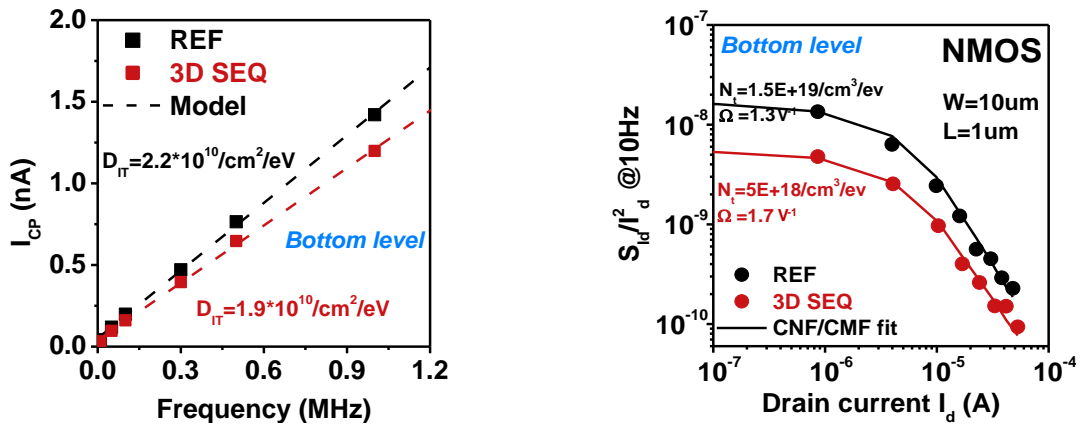 REF
3D SEQ
Model
D_IT=2.2*10^10/cm^2/eV
Bottom level
D_IT=1.9*10^10/cm^2/eV
I_CP (nA)
2.0
1.5
1.0
0.5
0.0
0.0 0.3 0.6 0.9 1.2
Frequency (MHz)
Bottom level
NMOS
N_t=1.5E+19/cm^3/ev
Ω =1.3V^-1
W=10um
L=1um
N_t=5E+18/cm^3/ev
Ω =1.7 V^-1
REF
3D SEQ
CNF/CMF fit
S_Id/I^2_d @10Hz
10^-7
10^-8
10^-9
10^-10
10^-7 10^-6 10^-5 10^-4
Drain current I_d (A)